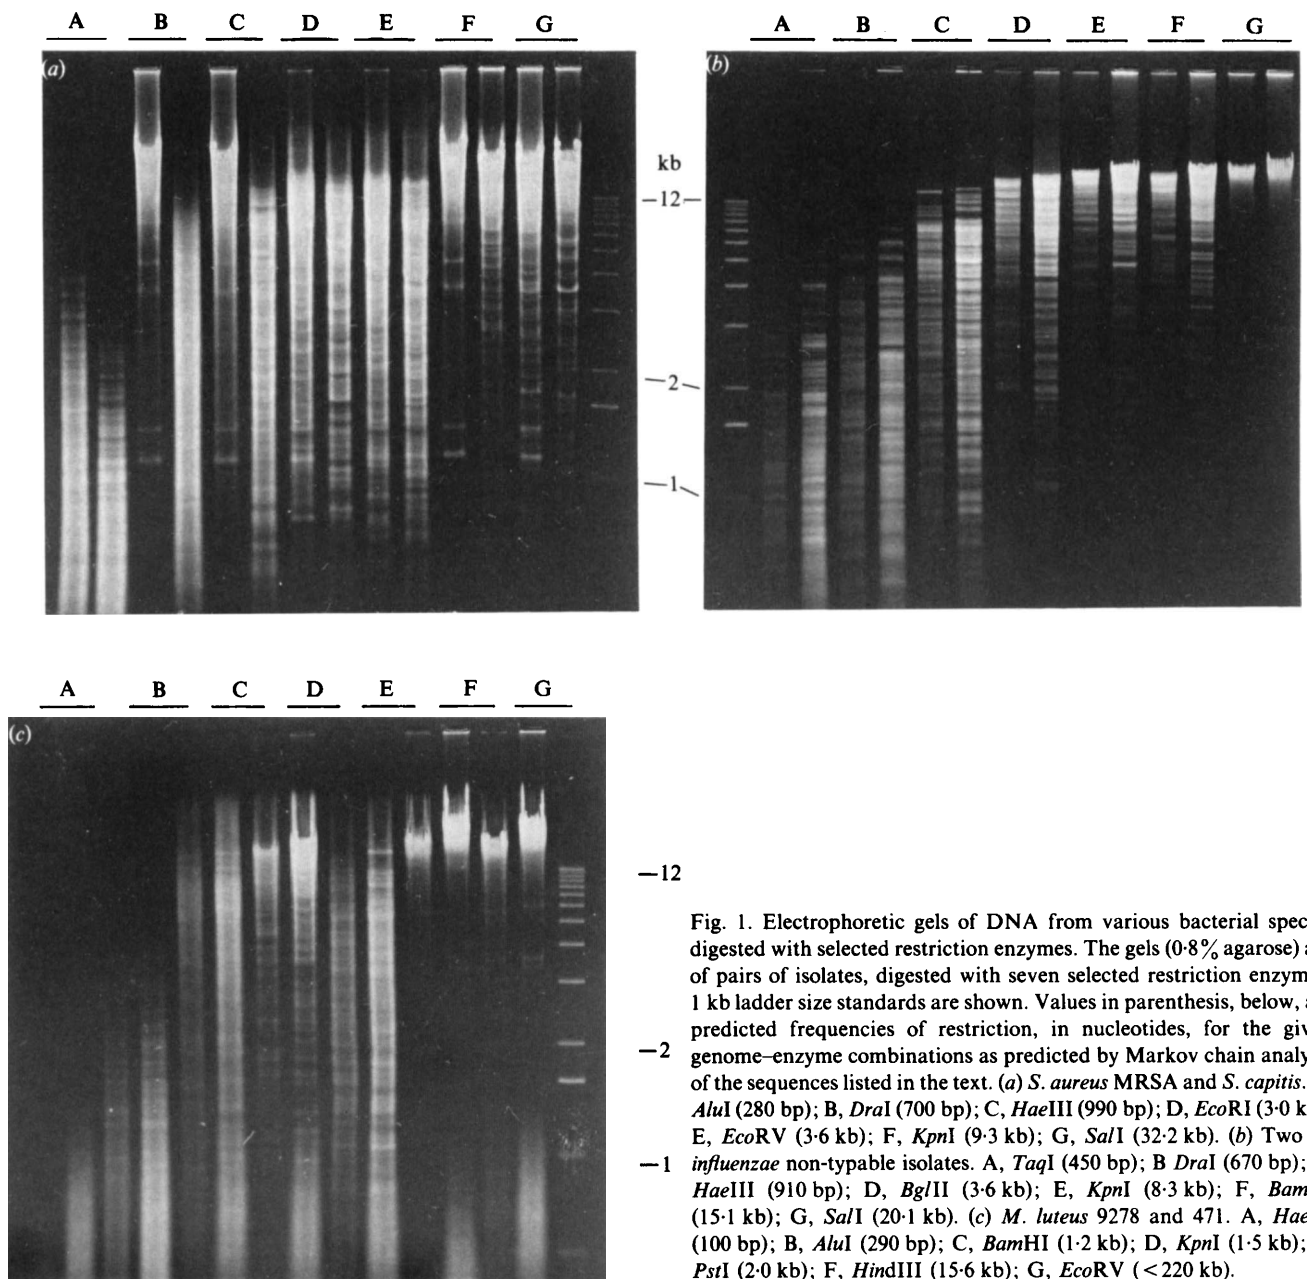 A B C D E F G
A B C D E F G
(a)
(b)
kb
—12—
—2—
—1—
A B C D E F G
(c)
—12
—2
—1
Fig. 1. Electrophoretic gels of DNA from various bacterial spec
digested with selected restriction enzymes. The gels (0·8% agarose) a
of pairs of isolates, digested with seven selected restriction enzym
1 kb ladder size standards are shown. Values in parenthesis, below, a
predicted frequencies of restriction, in nucleotides, for the giv
genome–enzyme combinations as predicted by Markov chain analy
of the sequences listed in the text. (a) S. aureus MRSA and S. capitis.
AluI (280 bp); B, DraI (700 bp); C, HaeIII (990 bp); D, EcoRI (3·0 k
E, EcoRV (3·6 kb); F, KpnI (9·3 kb); G, SalI (32·2 kb). (b) Two
influenzae non-typable isolates. A, TaqI (450 bp); B DraI (670 bp);
HaeIII (910 bp); D, BglII (3·6 kb); E, KpnI (8·3 kb); F, Bam
(15·1 kb); G, SalI (20·1 kb). (c) M. luteus 9278 and 471. A, Hae
(100 bp); B, AluI (290 bp); C, BamHI (1·2 kb); D, KpnI (1·5 kb);
PstI (2·0 kb); F, HindIII (15·6 kb); G, EcoRV (<220 kb).